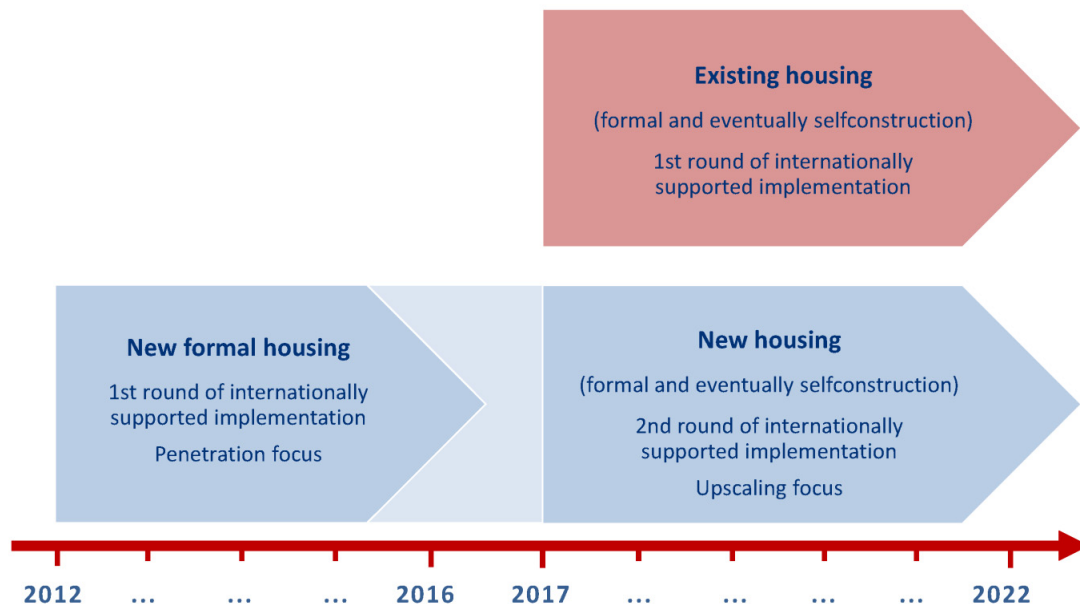 Existing housing
(formal and eventually selfconstruction)
1st round of internationally
supported implementation
New formal housing
1st round of internationally
supported implementation
Penetration focus
New housing
(formal and eventually selfconstruction)
2nd round of internationally
supported implementation
Upscaling focus
2012 ... ... ... 2016 2017 ... ... ... ... 2022